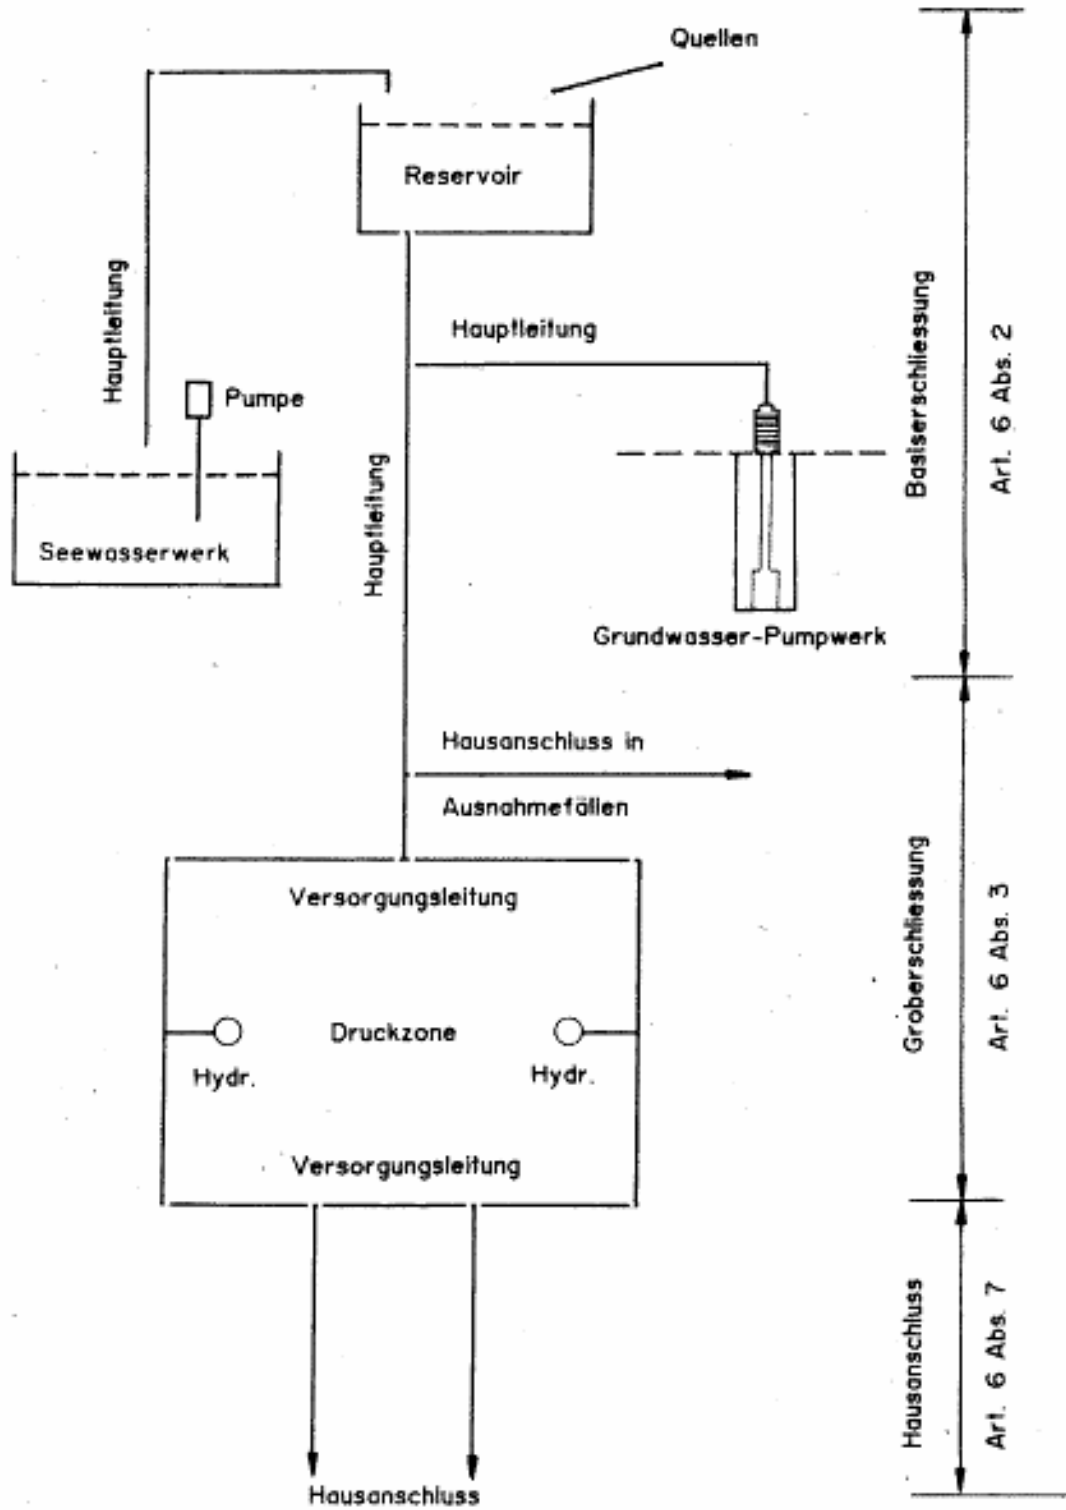 Quellen
Reservoir
Hauptleitung
Hauptleitung
Pumpe
Hauptleitung
Seewasserwerk
Grundwasser-Pumpwerk
Hausanschluss in
Ausnahmefällen
Versorgungsleitung
Druckzone
Hydr.
Hydr.
Versorgungsleitung
Hausanschluss
Basiserschliessung
Art. 6 Abs. 2
Groberschliessung
Art. 6 Abs. 3
Hausanschluss
Art. 6 Abs. 7